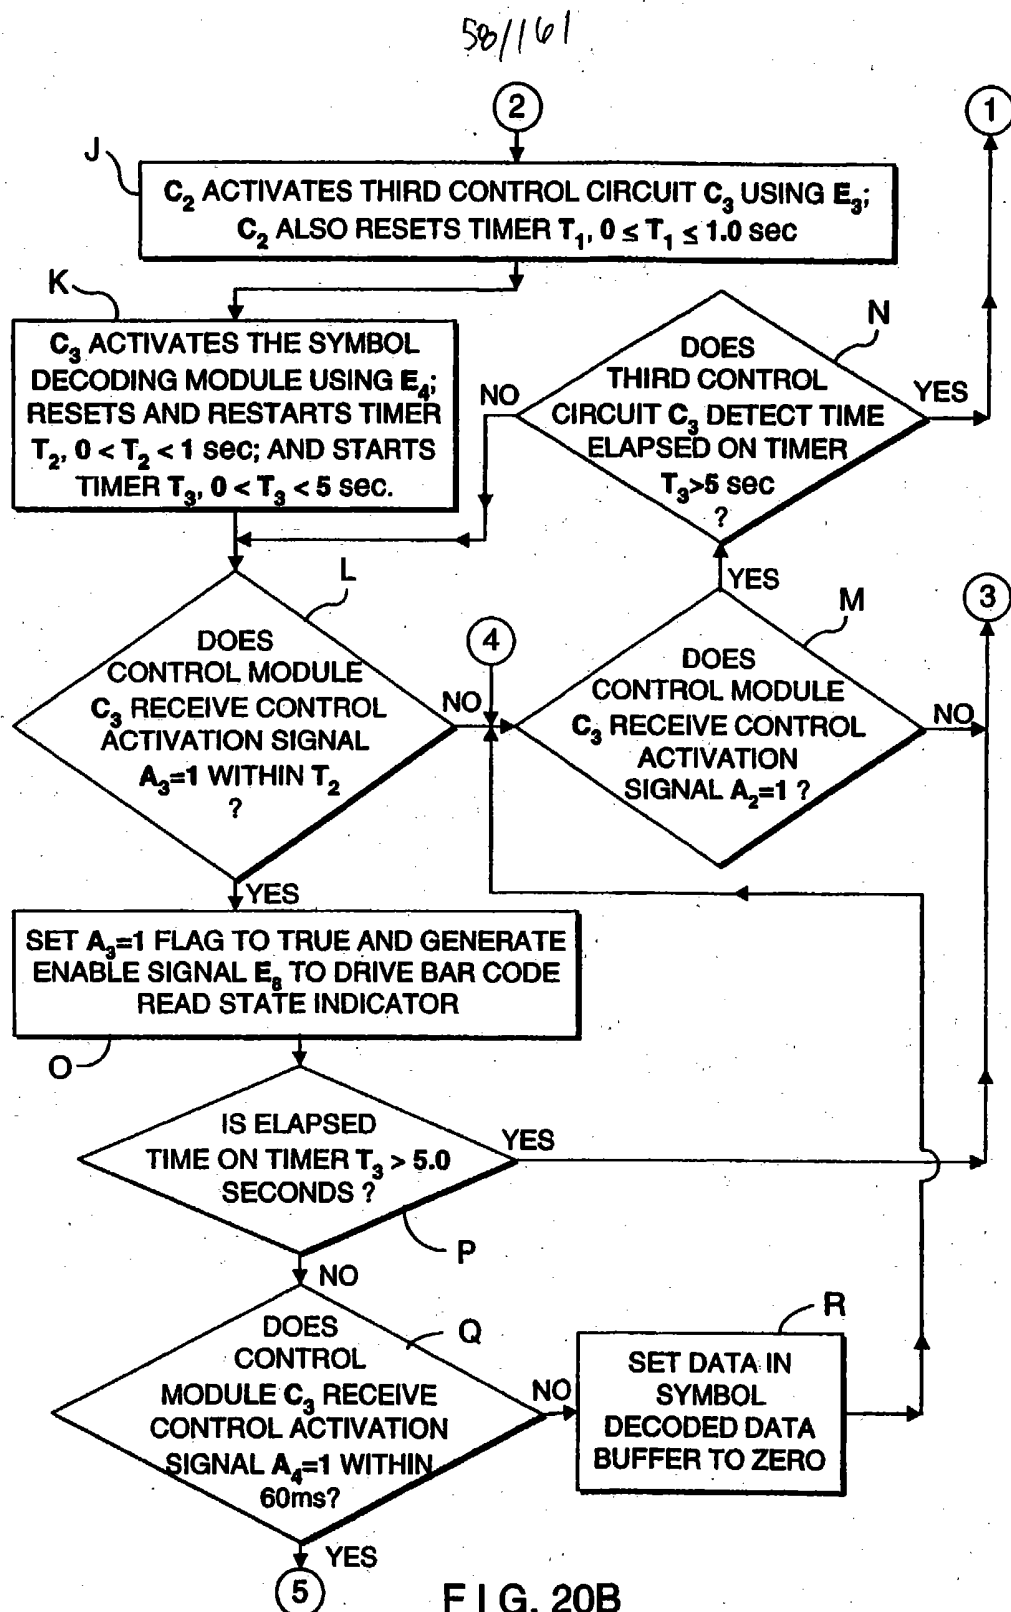 58/161
2
1
J
C₂ ACTIVATES THIRD CONTROL CIRCUIT C₃ USING E₃;
C₂ ALSO RESETS TIMER T₁, 0 ≤ T₁ ≤ 1.0 sec
K
C₃ ACTIVATES THE SYMBOL
DECODING MODULE USING E₄;
RESETS AND RESTARTS TIMER
T₂, 0 < T₂ < 1 sec; AND STARTS
TIMER T₃, 0 < T₃ < 5 sec.
N
DOES
THIRD CONTROL
CIRCUIT C₃ DETECT TIME
ELAPSED ON TIMER
T₃>5 sec
?
NO
YES
L
DOES
CONTROL MODULE
C₃ RECEIVE CONTROL
ACTIVATION SIGNAL
A₃=1 WITHIN T₂
?
NO
YES
4
YES
M
3
DOES
CONTROL MODULE
C₃ RECEIVE CONTROL
ACTIVATION
SIGNAL A₂=1 ?
NO
SET A₃=1 FLAG TO TRUE AND GENERATE
ENABLE SIGNAL E₈ TO DRIVE BAR CODE
READ STATE INDICATOR
O
IS ELAPSED
TIME ON TIMER T₃ > 5.0
SECONDS ?
YES
P
NO
DOES
CONTROL
MODULE C₃ RECEIVE
CONTROL ACTIVATION
SIGNAL A₄=1 WITHIN
60ms?
Q
NO
R
SET DATA IN
SYMBOL
DECODED DATA
BUFFER TO ZERO
YES
5
FIG. 20B